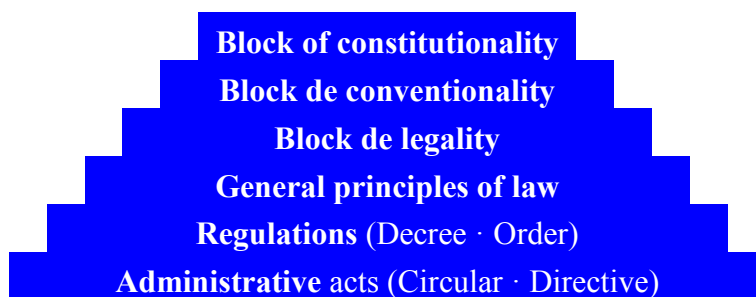 Block of constitutionality
Block de conventionality
Block de legality
General principles of law
Regulations (Decree · Order)
Administrative acts (Circular · Directive)